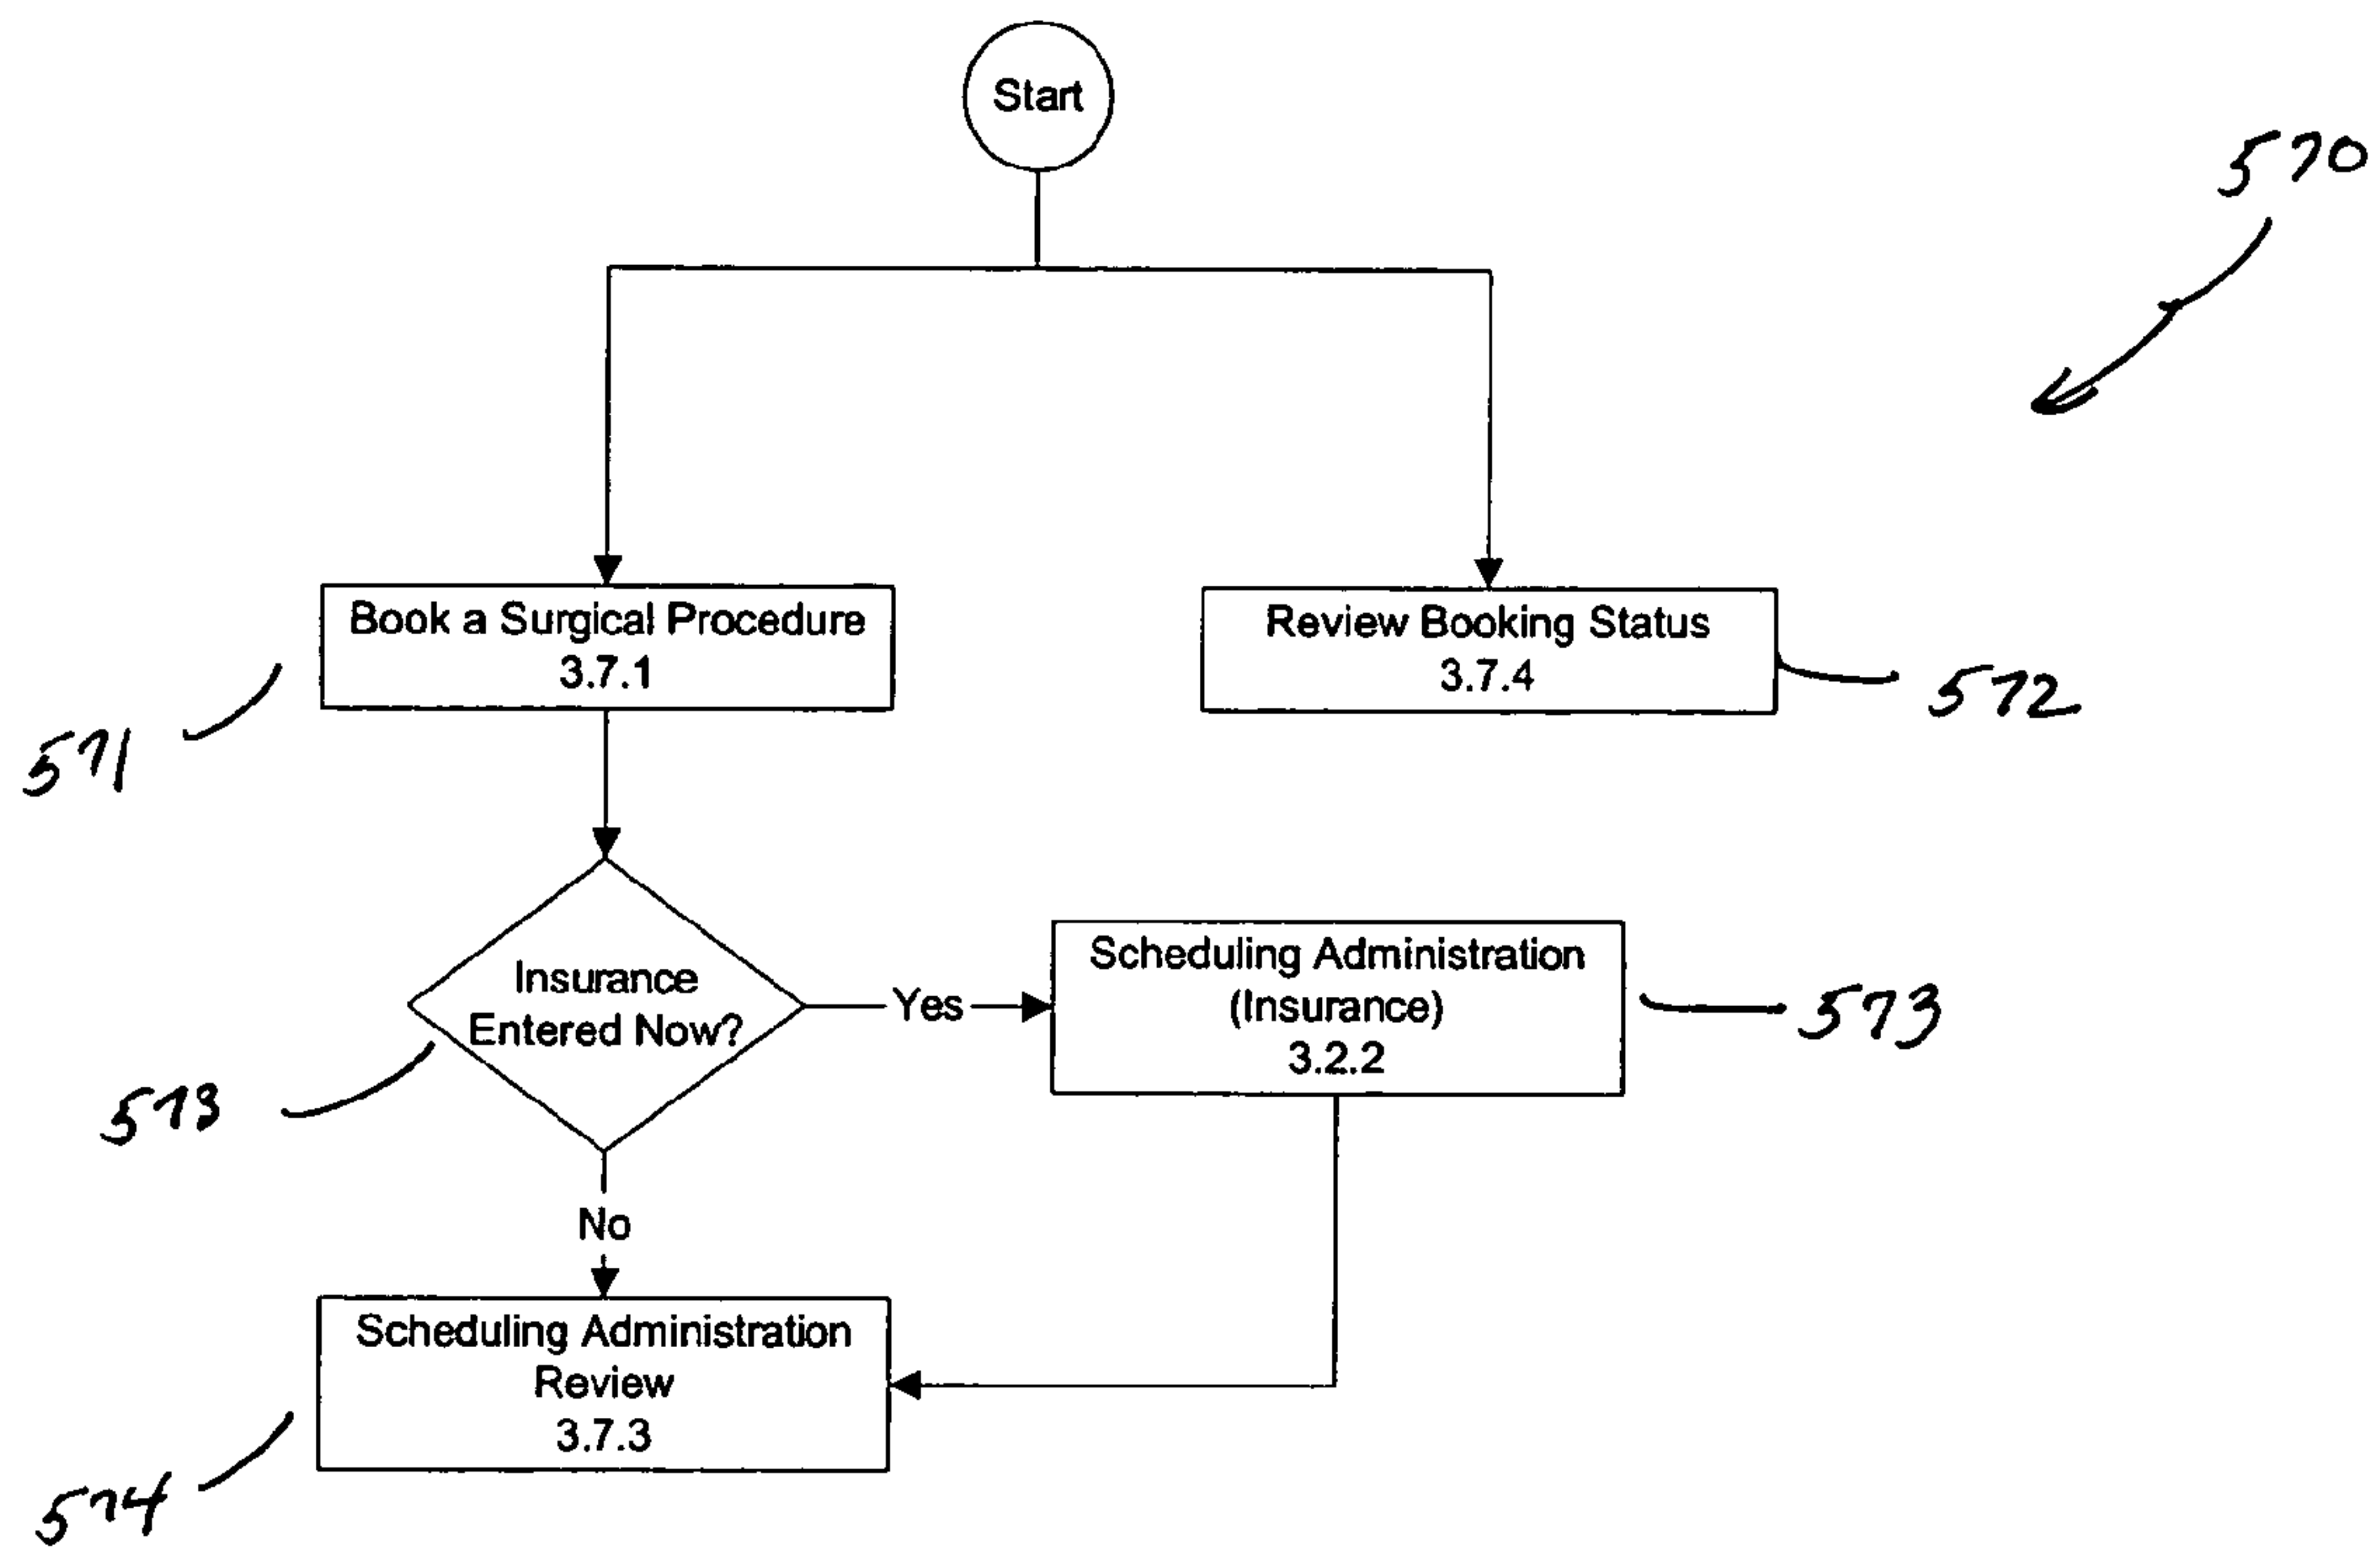 Start
570
Book a Surgical Procedure
3.7.1
Review Booking Status
3.7.4
571
572
Insurance
Entered Now?
Yes
Scheduling Administration
(Insurance)
3.2.2
573
573
No
Scheduling Administration
Review
3.7.3
574